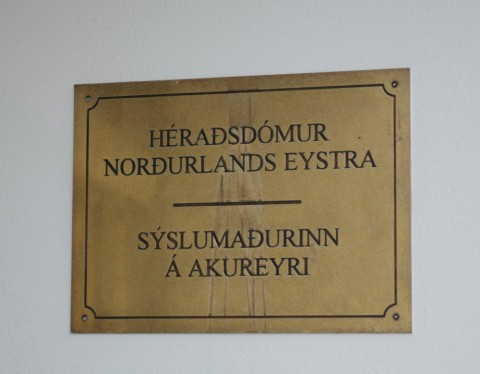 HÉRAÐSDÓMUR
NORÐURLANDS EYSTRA
SÝSLUMAÐURINN
Á AKUREYRI